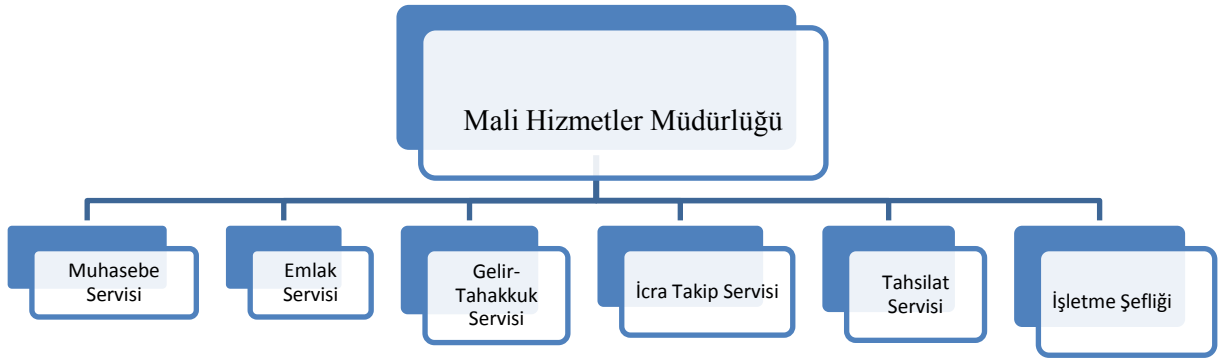 Mali Hizmetler Müdürlüğü
Muhasebe
Servisi
Emlak
Servisi
Gelir-
Tahakkuk
Servisi
İcra Takip Servisi
Tahsilat
Servisi
İşletme Şefliği